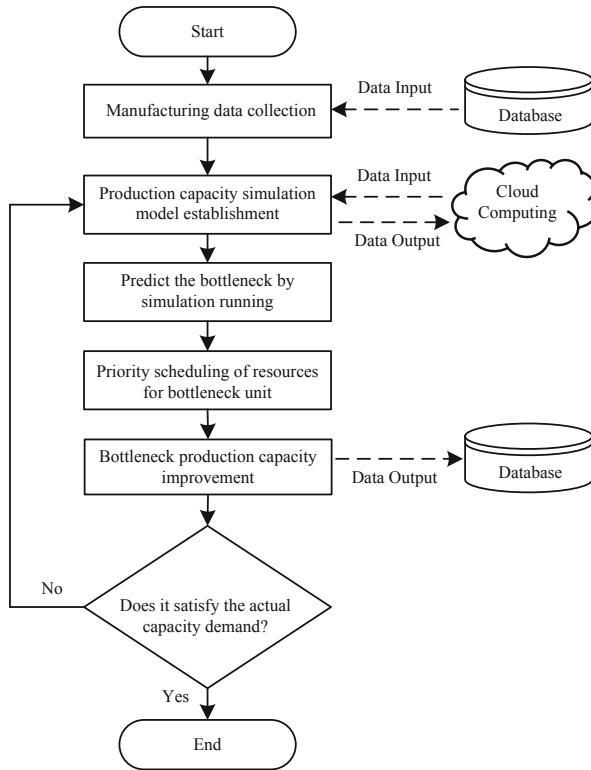 Start
Manufacturing data collection
Data Input
Database
Production capacity simulation
model establishment
Data Input
Data Output
Cloud
Computing
Predict the bottleneck by
simulation running
Priority scheduling of resources
for bottleneck unit
Bottleneck production capacity
improvement
Data Output
Database
Does it satisfy the actual
capacity demand?
No
Yes
End